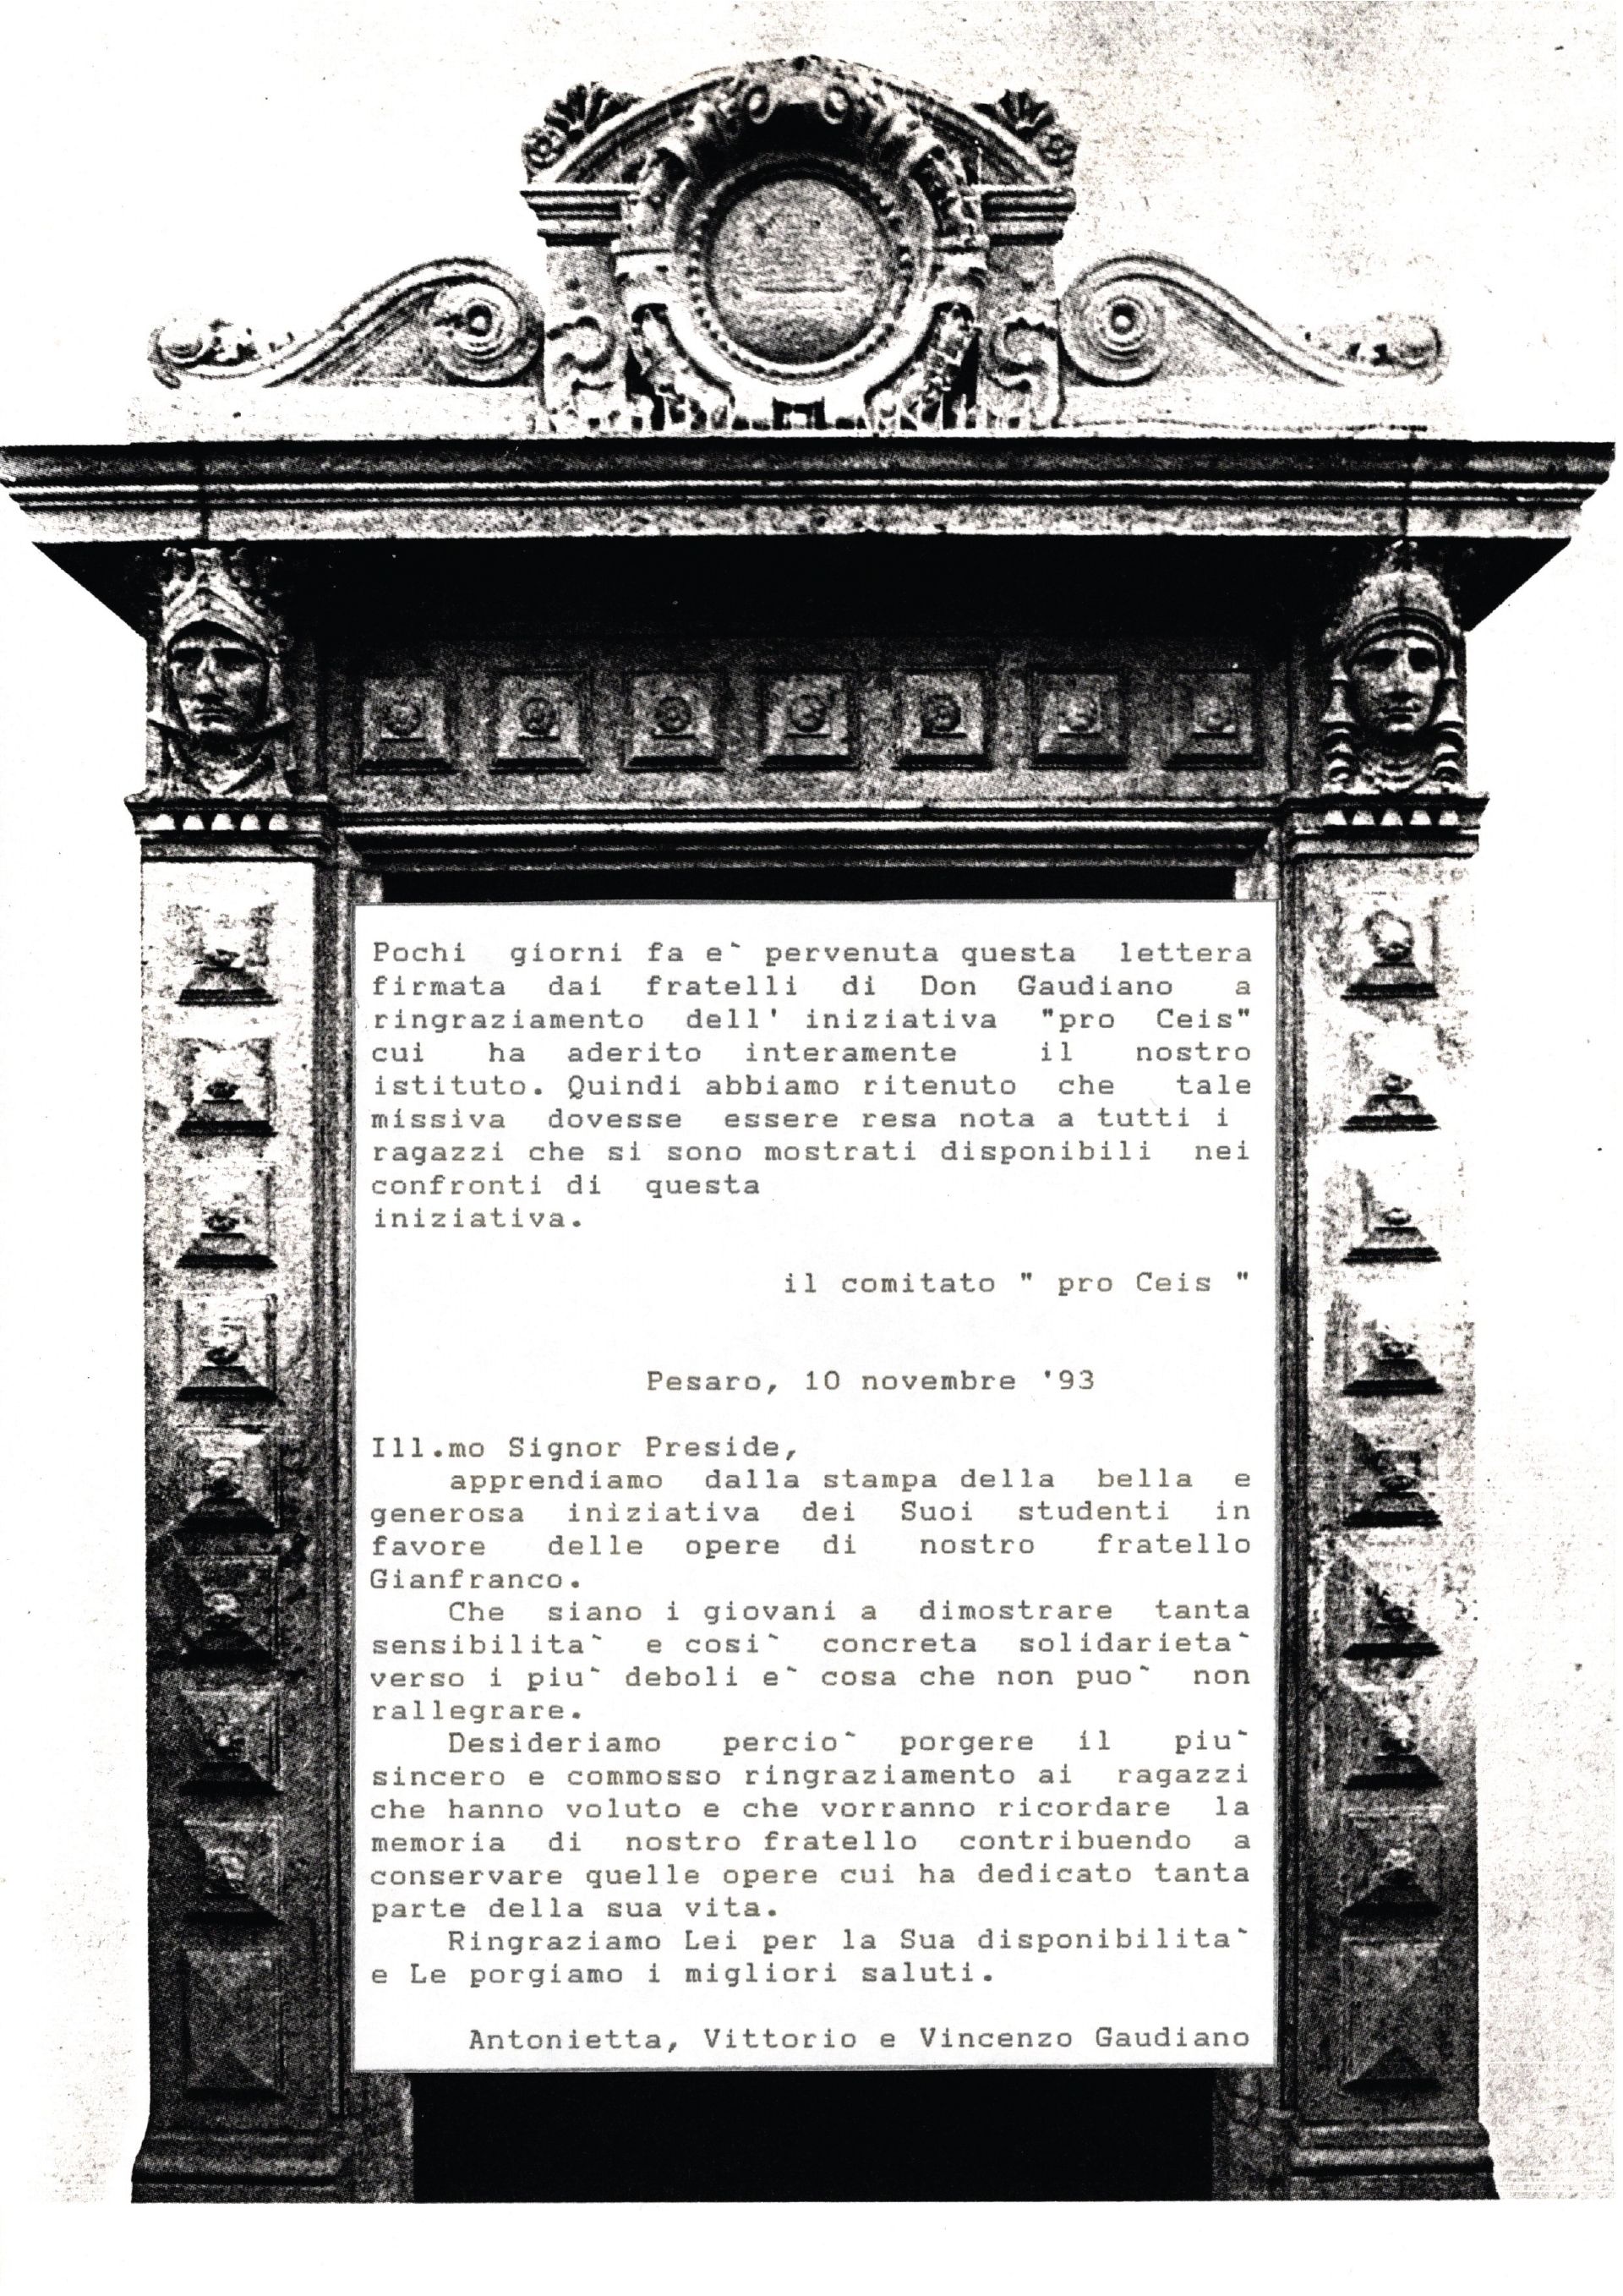 Pochi giorni fa e` pervenuta questa lettera
firmata dai fratelli di Don Gaudiano a
ringraziamento dell' iniziativa "pro Ceis"
cui ha aderito interamente il nostro
istituto. Quindi abbiamo ritenuto che tale
missiva dovesse essere resa nota a tutti i
ragazzi che si sono mostrati disponibili nei
confronti di questa
iniziativa.
il comitato " pro Ceis "
Pesaro, 10 novembre '93
Ill.mo Signor Preside,
apprendiamo dalla stampa della bella e
generosa iniziativa dei Suoi studenti in
favore delle opere di nostro fratello
Gianfranco.
Che siano i giovani a dimostrare tanta
sensibilita` e cosi` concreta solidarieta`
verso i piu` deboli e` cosa che non puo` non
rallegrare.
Desideriamo percio` porgere il piu`
sincero e commosso ringraziamento ai ragazzi
che hanno voluto e che vorranno ricordare la
memoria di nostro fratello contribuendo a
conservare quelle opere cui ha dedicato tanta
parte della sua vita.
Ringraziamo Lei per la Sua disponibilita`
e Le porgiamo i migliori saluti.
Antonietta, Vittorio e Vincenzo Gaudiano